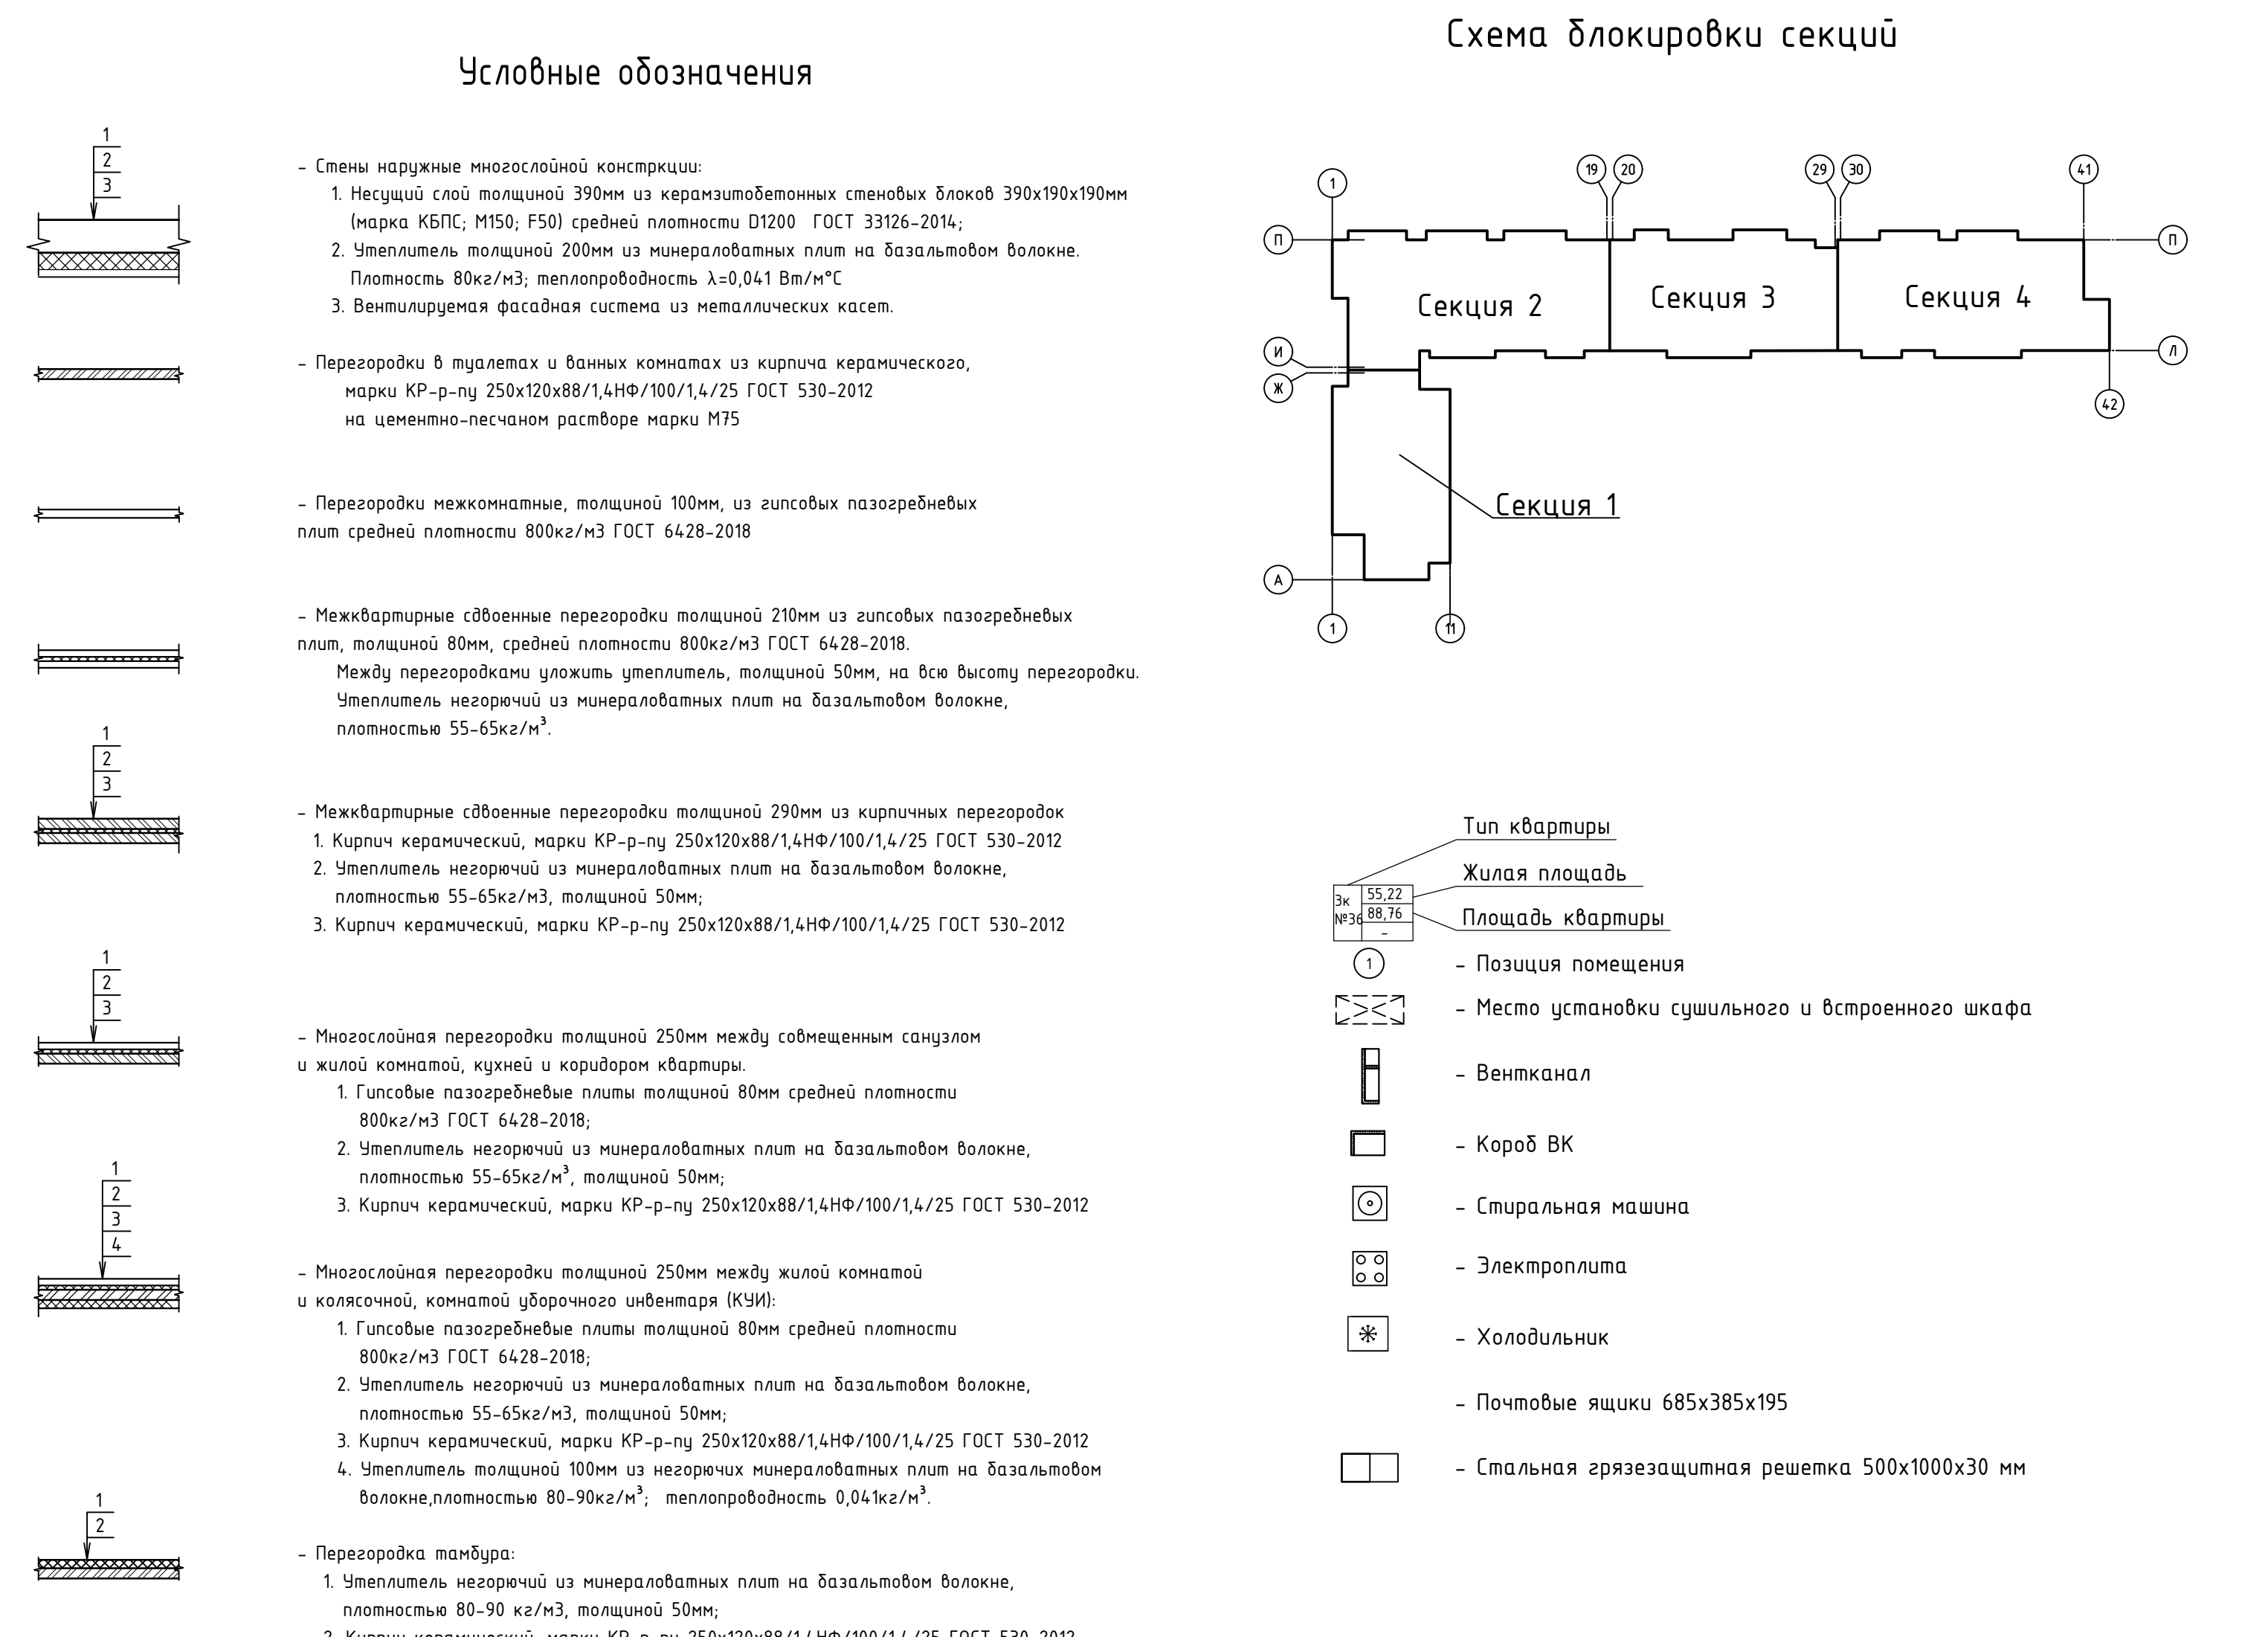 Условные обозначения
1
2
3
- Стены наружные многослойной констркции:
1. Несущий слой толщиной 390мм из керамзитобетонных стеновых блоков 390х190х190мм
(марка КБПС; М150; F50) средней плотности D1200 ГОСТ 33126-2014;
2. Утеплитель толщиной 200мм из минераловатных плит на базальтовом волокне.
Плотность 80кг/м3; теплопроводность λ=0,041 Вт/м°С
3. Вентилируемая фасадная система из металлических касет.
- Перегородки в туалетах и ванных комнатах из кирпича керамического,
марки КР-р-пу 250х120х88/1,4НФ/100/1,4/25 ГОСТ 530-2012
на цементно-песчаном растворе марки М75
- Перегородки межкомнатные, толщиной 100мм, из гипсовых пазогребневых
плит средней плотности 800кг/м3 ГОСТ 6428-2018
- Межквартирные сдвоенные перегородки толщиной 210мм из гипсовых пазогребневых
плит, толщиной 80мм, средней плотности 800кг/м3 ГОСТ 6428-2018.
Между перегородками уложить утеплитель, толщиной 50мм, на всю высоту перегородки.
Утеплитель негорючий из минераловатных плит на базальтовом волокне,
плотностью 55-65кг/м³.
1
2
3
- Межквартирные сдвоенные перегородки толщиной 290мм из кирпичных перегородок
1. Кирпич керамический, марки КР-р-пу 250х120х88/1,4НФ/100/1,4/25 ГОСТ 530-2012
2. Утеплитель негорючий из минераловатных плит на базальтовом волокне,
плотностью 55-65кг/м3, толщиной 50мм;
3. Кирпич керамический, марки КР-р-пу 250х120х88/1,4НФ/100/1,4/25 ГОСТ 530-2012
1
2
3
- Многослойная перегородки толщиной 250мм между совмещенным санузлом
и жилой комнатой, кухней и коридором квартиры.
1. Гипсовые пазогребневые плиты толщиной 80мм средней плотности
800кг/м3 ГОСТ 6428-2018;
2. Утеплитель негорючий из минераловатных плит на базальтовом волокне,
плотностью 55-65кг/м³, толщиной 50мм;
3. Кирпич керамический, марки КР-р-пу 250х120х88/1,4НФ/100/1,4/25 ГОСТ 530-2012
1
2
3
4
- Многослойная перегородки толщиной 250мм между жилой комнатой
и колясочной, комнатой уборочного инвентаря (КУИ):
1. Гипсовые пазогребневые плиты толщиной 80мм средней плотности
800кг/м3 ГОСТ 6428-2018;
2. Утеплитель негорючий из минераловатных плит на базальтовом волокне,
плотностью 55-65кг/м3, толщиной 50мм;
3. Кирпич керамический, марки КР-р-пу 250х120х88/1,4НФ/100/1,4/25 ГОСТ 530-2012
4. Утеплитель толщиной 100мм из негорючих минераловатных плит на базальтовом
волокне,плотностью 80-90кг/м³; теплопроводность 0,041кг/м³.
1
2
- Перегородка тамбура:
1. Утеплитель негорючий из минераловатных плит на базальтовом волокне,
плотностью 80-90 кг/м3, толщиной 50мм;
2. Кирпич керамический, марки КР-р-пу 250х120х88/1,4НФ/100/1,4/25 ГОСТ 530-2012
Схема блокировки секций
1 19 20 29 30 41
П П
Секция 2 Секция 3 Секция 4
И Л
Ж
42
Секция 1
А
1 11
Тип квартиры
Жилая площадь
3к 55,22
№36 88,76
-
Площадь квартиры
1 - Позиция помещения
- Место установки сушильного и встроенного шкафа
- Вентканал
- Короб ВК
- Стиральная машина
- Электроплита
- Холодильник
- Почтовые ящики 685х385х195
- Стальная грязезащитная решетка 500х1000х30 мм